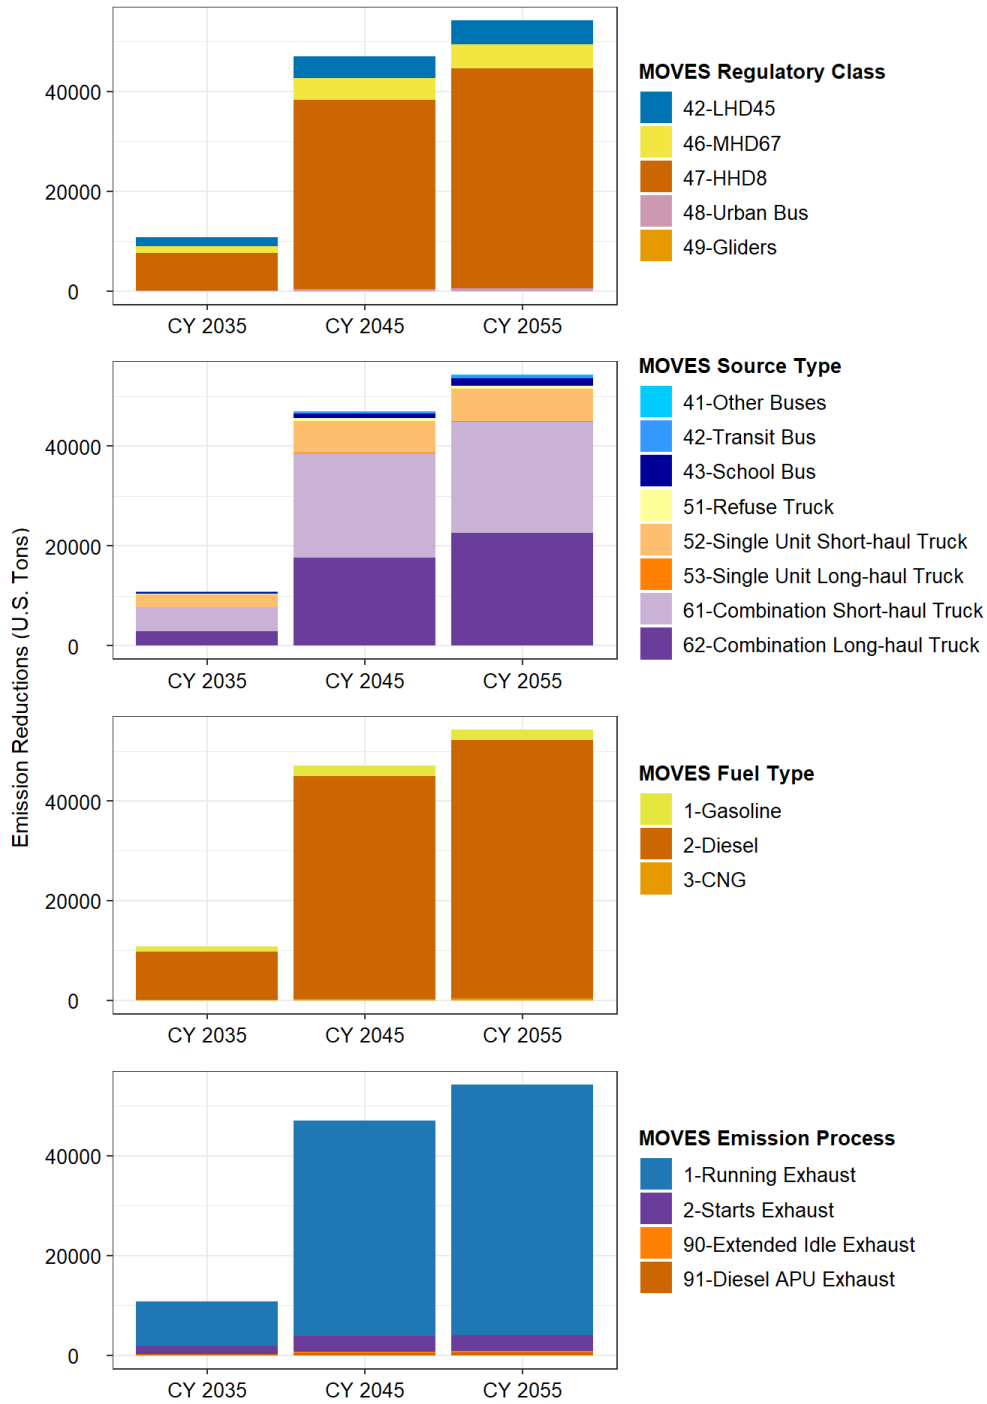 Emission Reductions (U.S. Tons)
40000
20000
0
CY 2035
CY 2045
CY 2055
MOVES Regulatory Class
42-LHD45
46-MHD67
47-HHD8
48-Urban Bus
49-Gliders
40000
20000
0
CY 2035
CY 2045
CY 2055
MOVES Source Type
41-Other Buses
42-Transit Bus
43-School Bus
51-Refuse Truck
52-Single Unit Short-haul Truck
53-Single Unit Long-haul Truck
61-Combination Short-haul Truck
62-Combination Long-haul Truck
40000
20000
0
CY 2035
CY 2045
CY 2055
MOVES Fuel Type
1-Gasoline
2-Diesel
3-CNG
40000
20000
0
CY 2035
CY 2045
CY 2055
MOVES Emission Process
1-Running Exhaust
2-Starts Exhaust
90-Extended Idle Exhaust
91-Diesel APU Exhaust